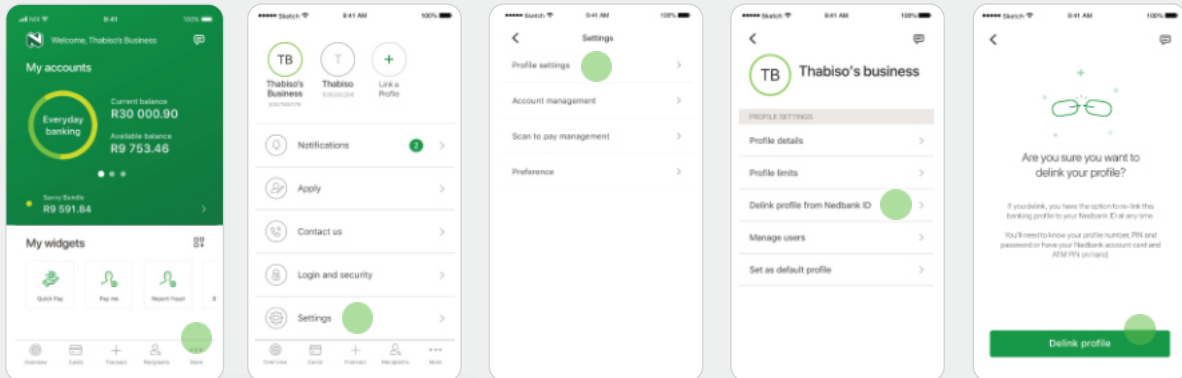 NIX
9:41
100%
Welcome, Thabiso's Business
My accounts
Everyday
banking
Current balance
R30 000.90
Available balance
R9 753.46
R9 591.84
My widgets
Quick Pay
Pay me
Report fraud
Overview
Cards
Transact
Recipients
More
Sketch
9:41 AM
100%
TB
T
+
Thabiso's
Business
Thabiso
Link a
Profile
Notifications
2
Apply
Contact us
Login and security
Settings
Overview
Cards
Transact
Recipients
More
Sketch
9:41 AM
100%
Settings
Profile settings
Account management
Scan to pay management
Preference
Sketch
9:41 AM
100%
TB
Thabiso's business
PROFILE SETTINGS
Profile details
Profile limits
Delink profile from Nedbank ID
Manage users
Set as default profile
Sketch
9:41 AM
100%
Are you sure you want to
delink your profile?
If you delink, you have the option to re-link this
banking profile to your Nedbank ID at any time.
You'll need to know your profile number, PIN and
password or have your Nedbank account card and
ATM PIN on hand.
Delink profile